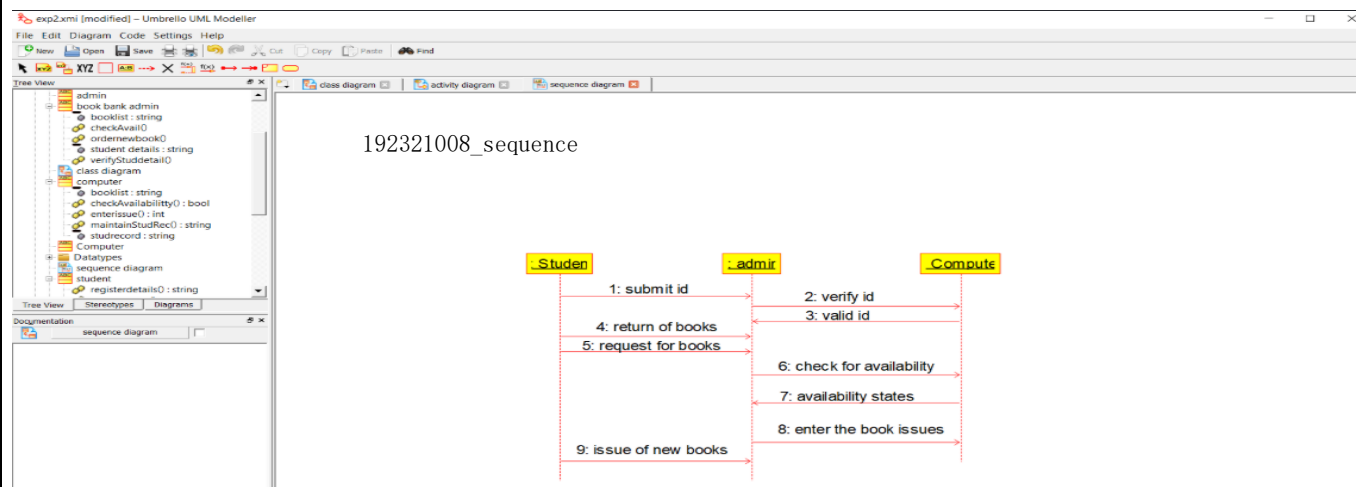 exp2.xmi [modified] – Umbrello UML Modeller
File Edit Diagram Code Settings Help
New Open Save Cut Copy Paste Find
XYZ
Tree View
class diagram activity diagram sequence diagram
admin
book bank admin
booklist : string
checkAvail()
ordernewbook()
student details : string
verifyStuddetail()
class diagram
computer
booklist : string
checkAvailabilitty() : bool
enterissue() : int
maintainStudRec() : string
studrecord : string
Computer
Datatypes
sequence diagram
student
registerdetails() : string
Tree View Stereotypes Diagrams
Documentation
sequence diagram
192321008_sequence
: Studen : admir Compute
1: submit id
2: verify id
3: valid id
4: return of books
5: request for books
6: check for availability
7: availability states
8: enter the book issues
9: issue of new books